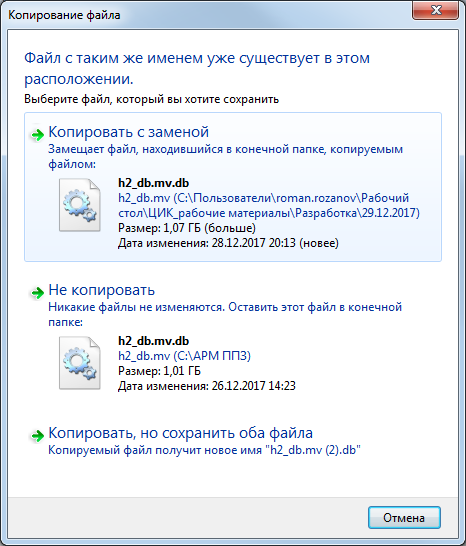 Копирование файла
Файл с таким же именем уже существует в этом
расположении.
Выберите файл, который вы хотите сохранить
Копировать с заменой
Замещает файл, находившийся в конечной папке, копируемым
файлом:
h2_db.mv.db
h2_db.mv (C:\Пользователи\roman.rozanov\Рабочий
стол\ЦИК_рабочие материалы\Разработка\29.12.2017)
Размер: 1,07 ГБ (больше)
Дата изменения: 28.12.2017 20:13 (новее)
Не копировать
Никакие файлы не изменяются. Оставить этот файл в конечной
папке:
h2_db.mv.db
h2_db.mv (C:\АРМ ППЗ)
Размер: 1,01 ГБ
Дата изменения: 26.12.2017 14:23
Копировать, но сохранить оба файла
Копируемый файл получит новое имя "h2_db.mv (2).db"
Отмена